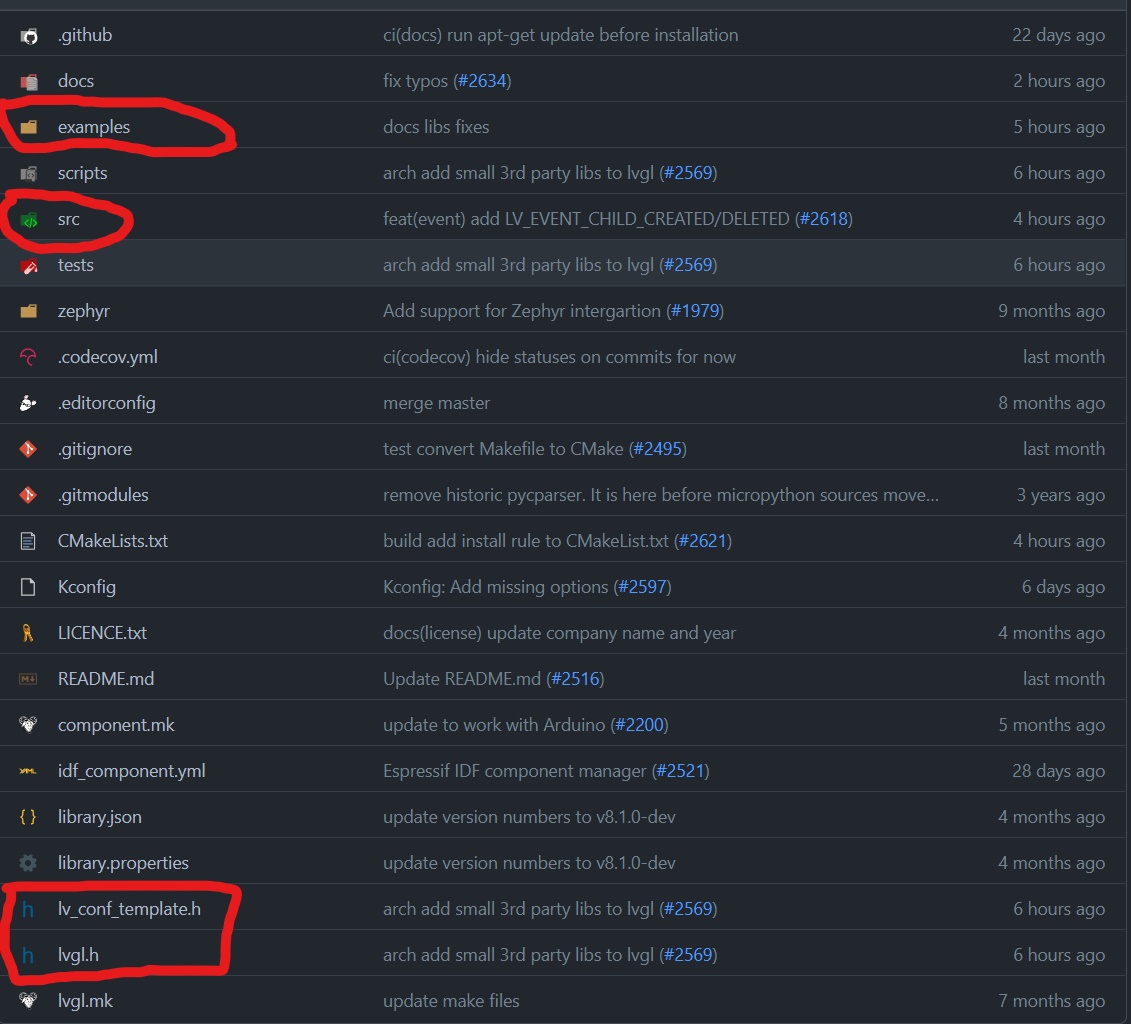 .github ci(docs) run apt-get update before installation 22 days ago
docs fix typos (#2634) 2 hours ago
examples docs libs fixes 5 hours ago
scripts arch add small 3rd party libs to lvgl (#2569) 6 hours ago
src feat(event) add LV_EVENT_CHILD_CREATED/DELETED (#2618) 4 hours ago
tests arch add small 3rd party libs to lvgl (#2569) 6 hours ago
zephyr Add support for Zephyr intergartion (#1979) 9 months ago
.codecov.yml ci(codecov) hide statuses on commits for now last month
.editorconfig merge master 8 months ago
.gitignore test convert Makefile to CMake (#2495) last month
.gitmodules remove historic pycparser. It is here before micropython sources move... 3 years ago
CMakeLists.txt build add install rule to CMakeList.txt (#2621) 4 hours ago
Kconfig Kconfig: Add missing options (#2597) 6 days ago
LICENCE.txt docs(license) update company name and year 4 months ago
README.md Update README.md (#2516) last month
component.mk update to work with Arduino (#2200) 5 months ago
idf_component.yml Espressif IDF component manager (#2521) 28 days ago
library.json update version numbers to v8.1.0-dev 4 months ago
library.properties update version numbers to v8.1.0-dev 4 months ago
h lv_conf_template.h arch add small 3rd party libs to lvgl (#2569) 6 hours ago
h lvgl.h arch add small 3rd party libs to lvgl (#2569) 6 hours ago
lvgl.mk update make files 7 months ago